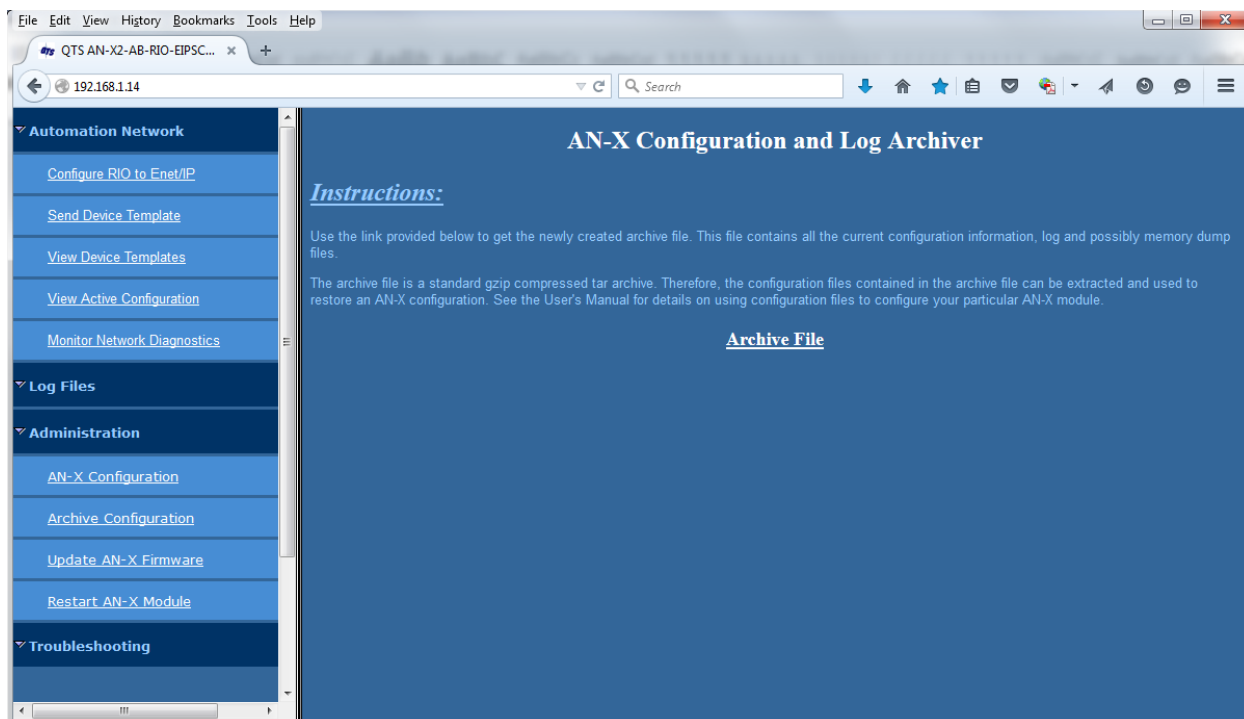 File Edit View History Bookmarks Tools Help
QTS AN-X2-AB-RIO-EIPSC...
192.168.1.14
Search
Automation Network
Configure RIO to Enet/IP
Send Device Template
View Device Templates
View Active Configuration
Monitor Network Diagnostics
Log Files
Administration
AN-X Configuration
Archive Configuration
Update AN-X Firmware
Restart AN-X Module
Troubleshooting
AN-X Configuration and Log Archiver
Instructions:
Use the link provided below to get the newly created archive file. This file contains all the current configuration information, log and possibly memory dump
files.
The archive file is a standard gzip compressed tar archive. Therefore, the configuration files contained in the archive file can be extracted and used to
restore an AN-X configuration. See the User's Manual for details on using configuration files to configure your particular AN-X module.
Archive File